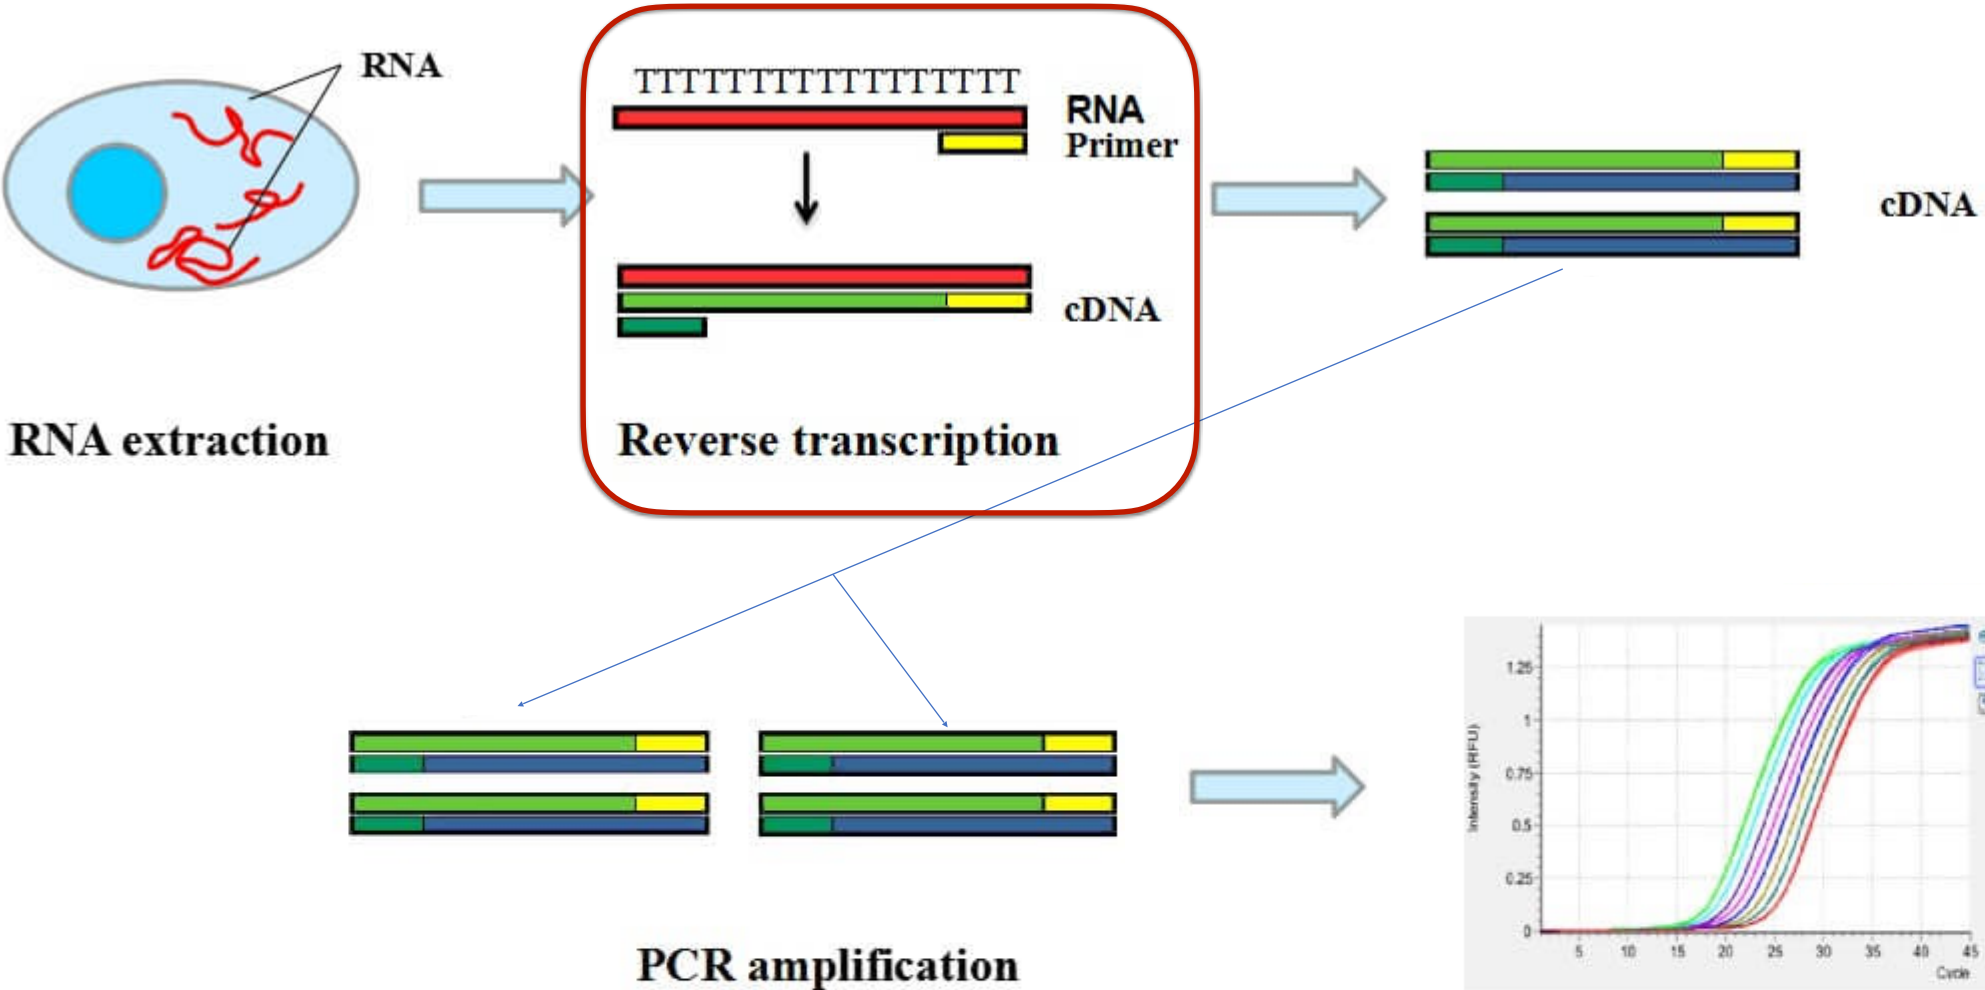 RNA
TTTTTTTTTTTTTTTTTT
RNA
Primer
cDNA
cDNA
RNA extraction
Reverse transcription
PCR amplification
Intensity (RFU)
1.25
1
0.75
0.5
0.25
0
5 10 15 20 25 30 35 40 45
Cycle